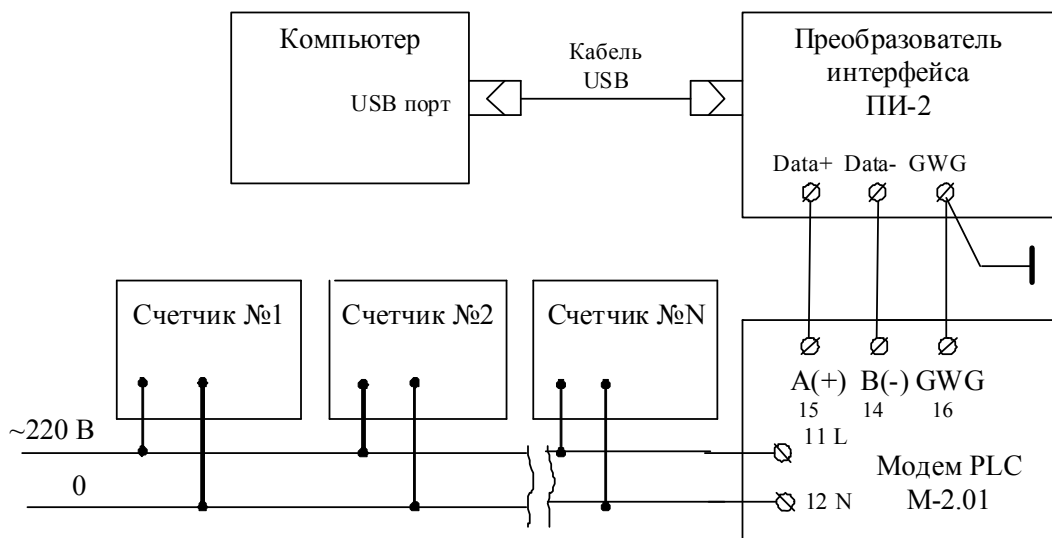 Компьютер
USB порт
Кабель
USB
Преобразователь
интерфейса
ПИ-2
Data+ Data- GWG
Счетчик №1
Счетчик №2
Счетчик №N
~220 В
0
A(+) B(-) GWG
15 14 16
11 L
12 N
Модем PLC
М-2.01